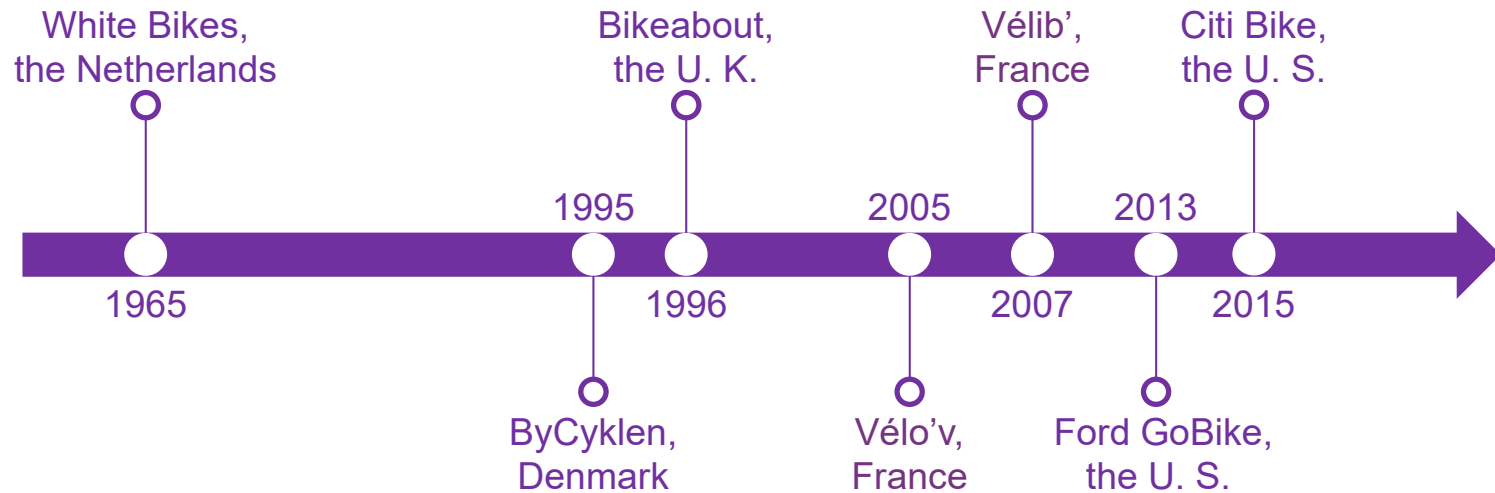 White Bikes,
the Netherlands
Bikeabout,
the U. K.
Vélib’,
France
Citi Bike,
the U. S.
1995
2005
2013
1965
1996
2007
2015
ByCyklen,
Denmark
Vélo’v,
France
Ford GoBike,
the U. S.